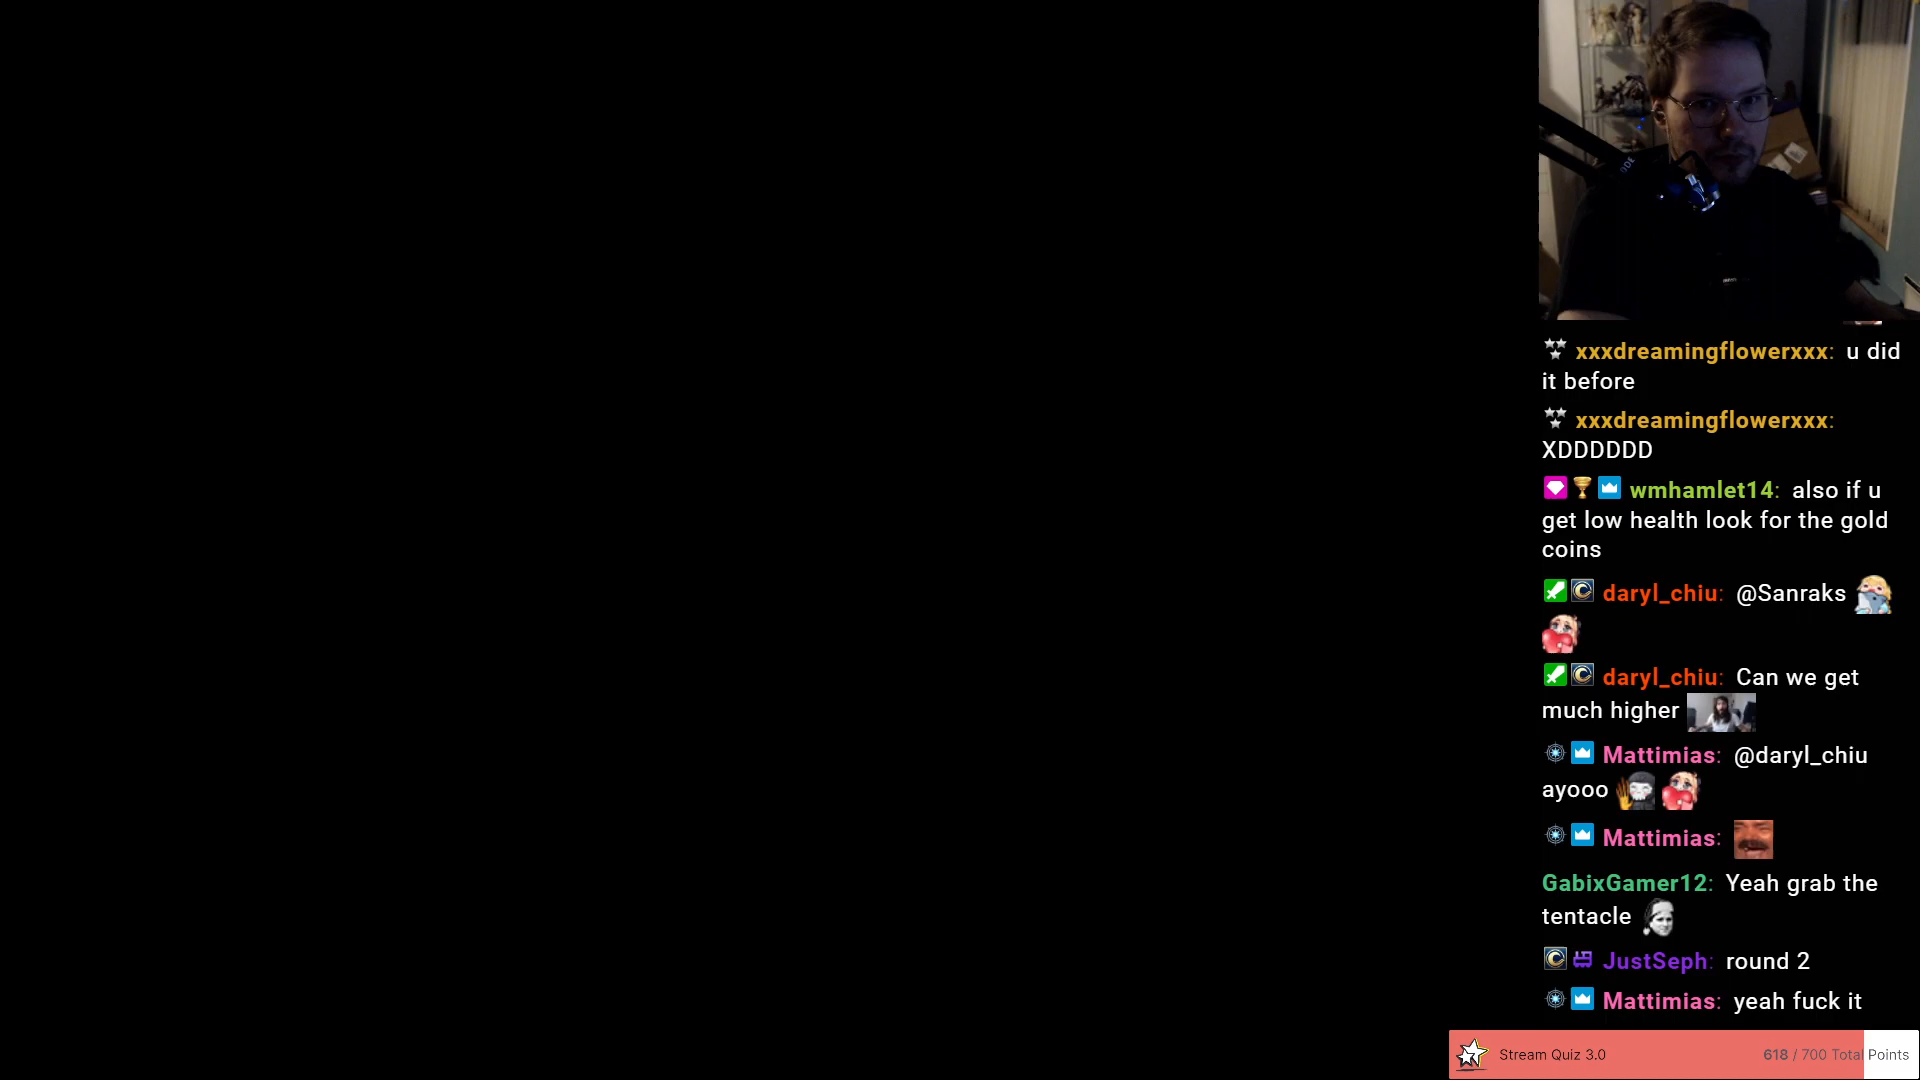 xxxdreamingflowerxxx: u did
it before
xxxdreamingflowerxxx:
XDDDDDD
wmhamlet14: also if u
get low health look for the gold
coins
daryl_chiu: @Sanraks
daryl_chiu: Can we get
much higher
Mattimias: @daryl_chiu
ayooo
Mattimias:
GabixGamer12: Yeah grab the
tentacle
JustSeph: round 2
Mattimias: yeah fuck it
Stream Quiz 3.0
618 / 700 Total Points